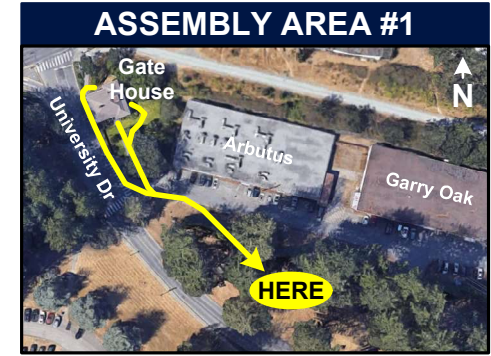 ASSEMBLY AREA #1
Gate
House
N
University Dr
Arbutus
Garry Oak
HERE